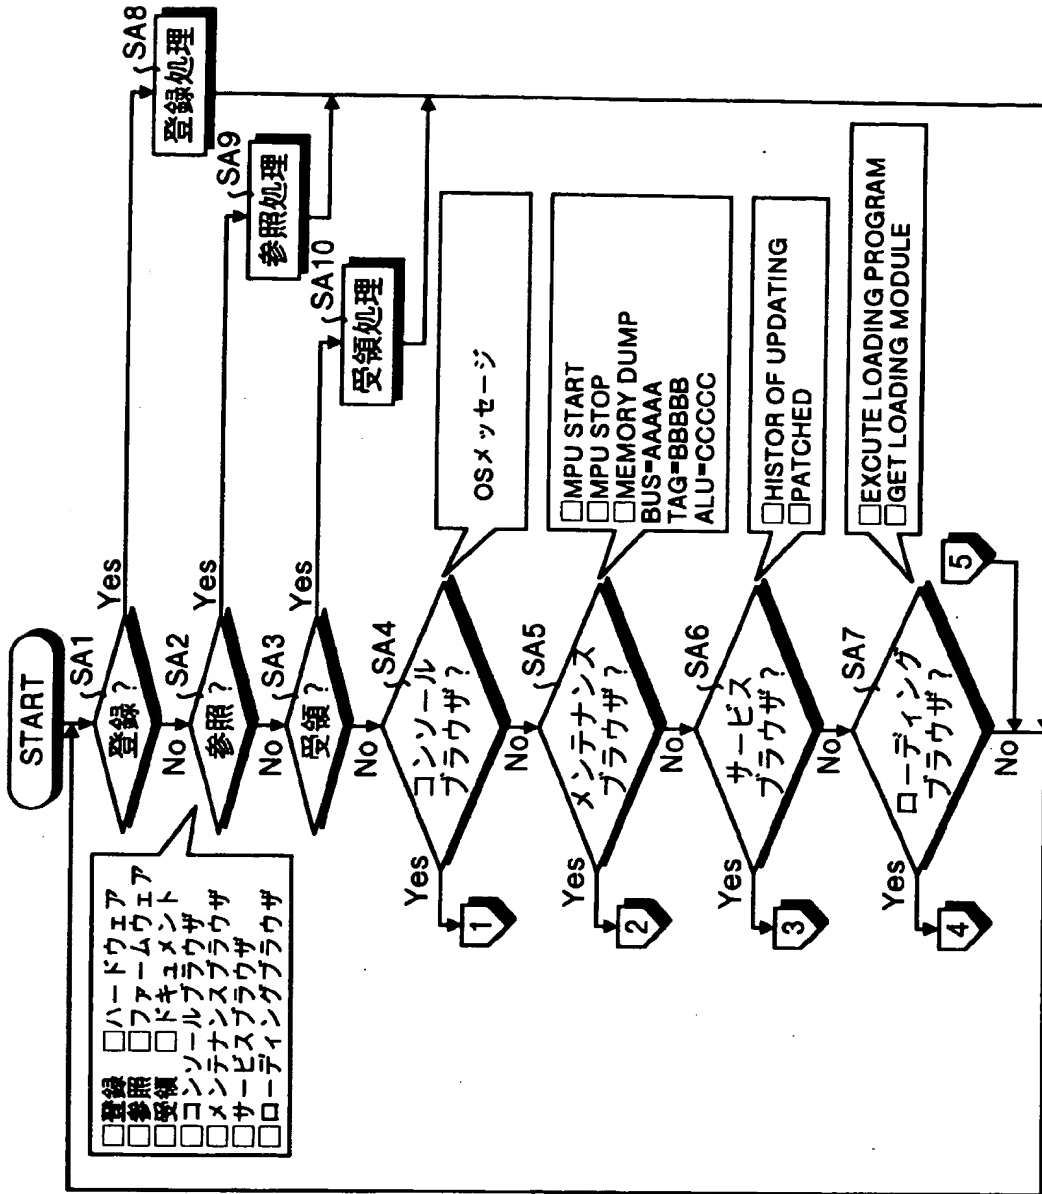 START
SA1
登録？
Yes
No
SA8
登録処理
□登録 □ハードウェア
□参照 □ファームウェア
□受領 □ドキュメント
□コンソールブラウザ
□メンテナンスブラウザ
□サービスブラウザ
□ローディングブラウザ
SA2
参照？
Yes
No
SA9
参照処理
SA3
受領？
Yes
No
SA10
受領処理
SA4
コンソール
ブラウザ？
Yes
No
1
OSメッセージ
SA5
メンテナンス
ブラウザ？
Yes
No
2
□MPU START
□MPU STOP
□MEMORY DUMP
BUS=AAAAA
TAG=BBBBB
ALU=CCCCC
SA6
サービス
ブラウザ？
Yes
No
3
□HISTOR OF UPDATING
□PATCHED
SA7
ローディング
ブラウザ？
Yes
No
4
□EXCUTE LOADING PROGRAM
□GET LOADING MODULE
5